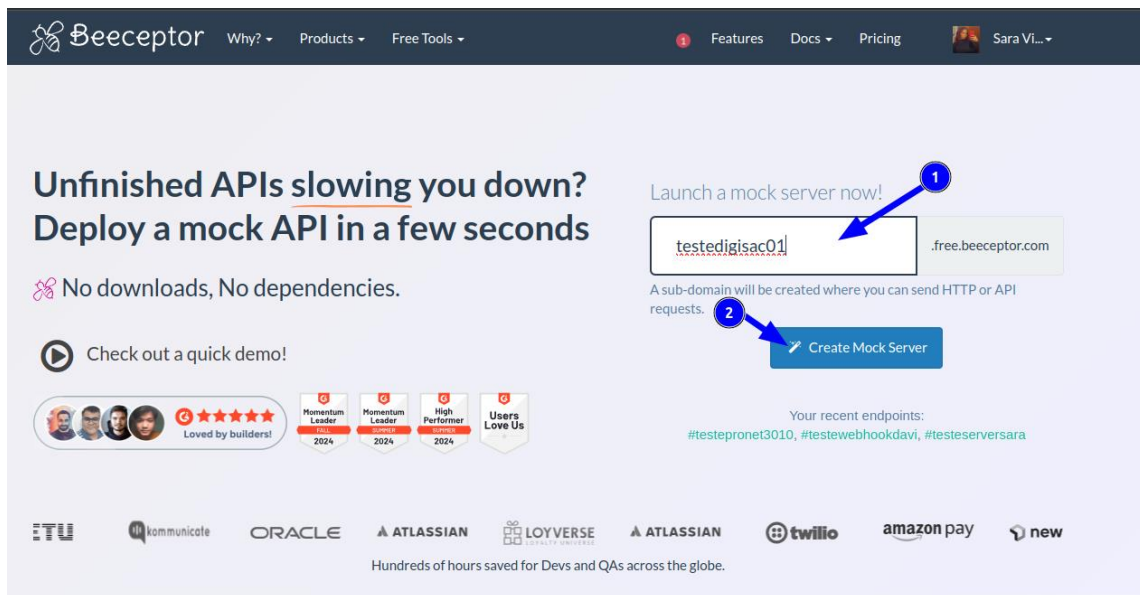 Beeceptor Why? Products Free Tools 1 Features Docs Pricing Sara Vi...
Unfinished APIs slowing you down?
Deploy a mock API in a few seconds
No downloads, No dependencies.
Check out a quick demo!
Loved by builders!
Momentum
Leader
FALL
2024
Momentum
Leader
SUMMER
2024
High
Performer
SUMMER
2024
Users
Love Us
Launch a mock server now!
1
testedigisac01 .free.beeceptor.com
A sub-domain will be created where you can send HTTP or API
requests.
2
Create Mock Server
Your recent endpoints:
#testepronet3010, #testewebhookdavi, #testeserversara
ETU kommunicate ORACLE ATLASSIAN LOYVERSE ATLASSIAN twilio amazon pay new
LOYALTY UNIVERSE
Hundreds of hours saved for Devs and QAs across the globe.